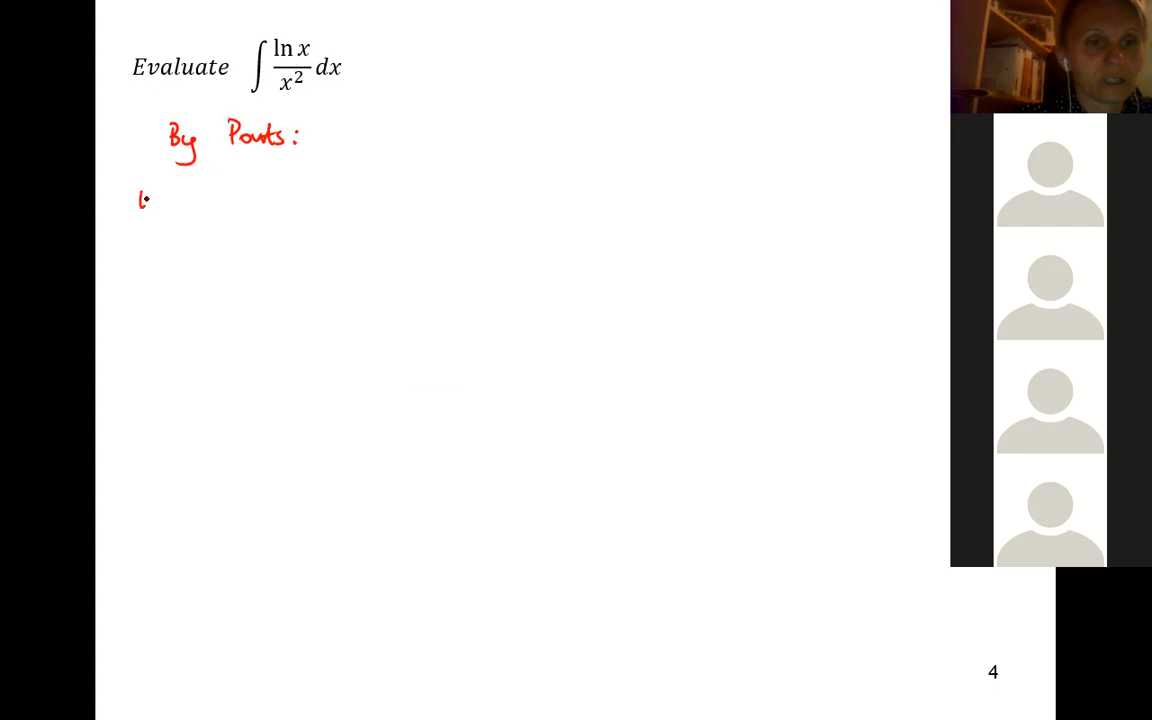 Evaluate ∫ ln x / x² dx
By Parts:
4